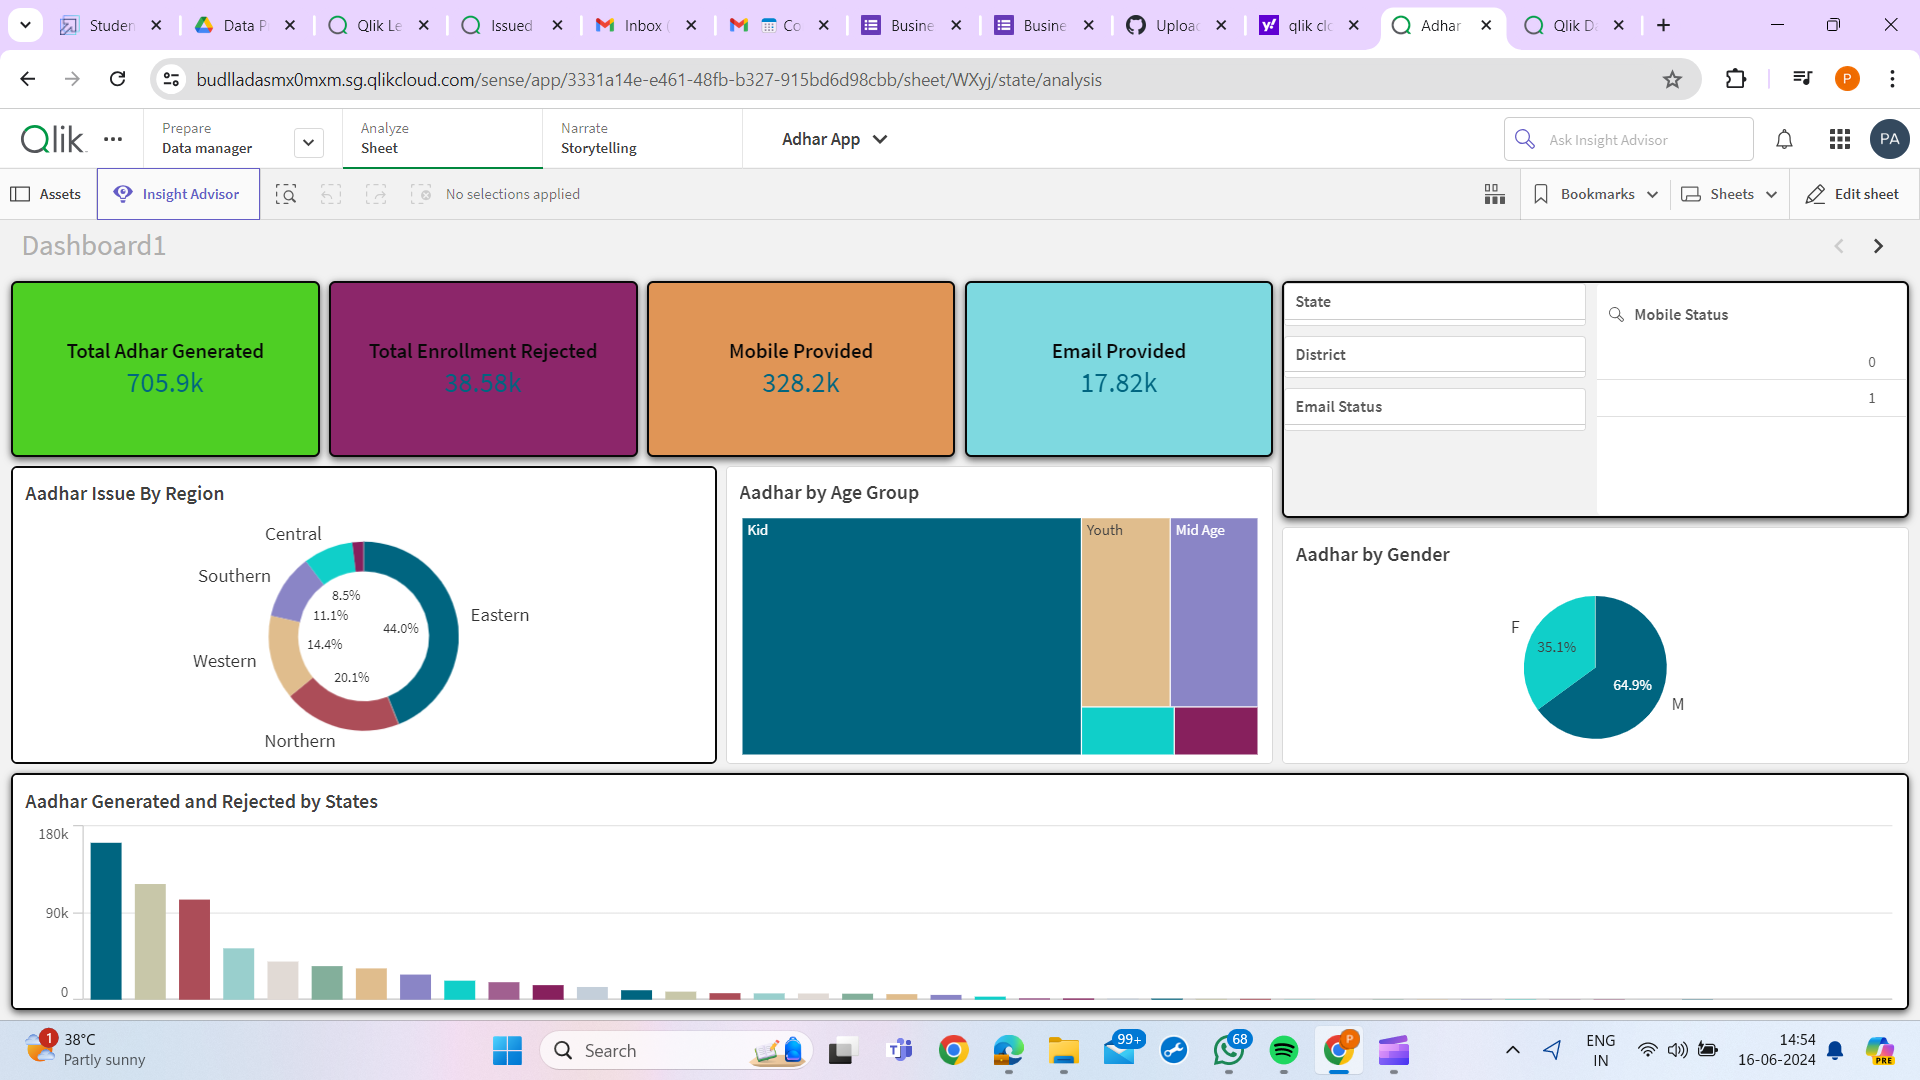 Studen
Data P
Qlik Le
Issued
Inbox (
Co
Busine
Busine
Uploa
qlik clo
Adhar
Qlik Da
budlladasmx0mxm.sg.qlikcloud.com/sense/app/3331a14e-e461-48fb-b327-915bd6d98cbb/sheet/WXyj/state/analysis
P
Qlik
Prepare
Data manager
Analyze
Sheet
Narrate
Storytelling
Adhar App
Ask Insight Advisor
PA
Assets
Insight Advisor
No selections applied
Bookmarks
Sheets
Edit sheet
Dashboard1
Total Adhar Generated
705.9k
Total Enrollment Rejected
38.58k
Mobile Provided
328.2k
Email Provided
17.82k
State
District
Email Status
Mobile Status
0
1
Aadhar Issue By Region
Central
Southern
Western
Northern
Eastern
8.5%
11.1%
14.4%
20.1%
44.0%
Aadhar by Age Group
Kid
Youth
Mid Age
Aadhar by Gender
F
35.1%
64.9%
M
Aadhar Generated and Rejected by States
180k
90k
0
1
38°C
Partly sunny
Search
99+
68
P
ENG
IN
14:54
16-06-2024
PRE